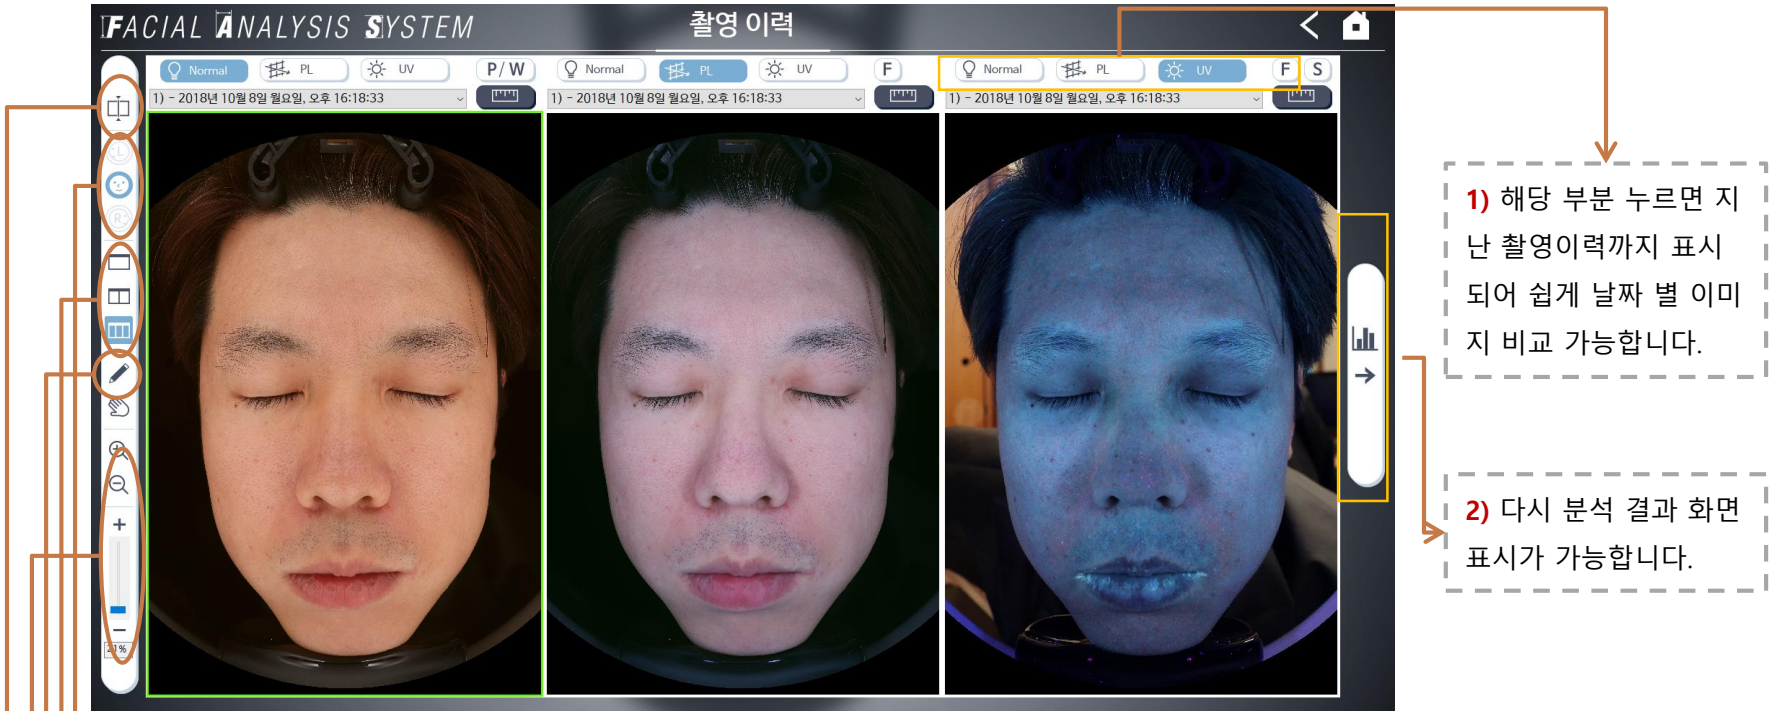 FACIAL ANALYSIS SYSTEM
촬영 이력
Normal PL UV P/W
Normal PL UV F
Normal PL UV F S
1) - 2018년 10월 8일 월요일, 오후 16:18:33
1) - 2018년 10월 8일 월요일, 오후 16:18:33
1) - 2018년 10월 8일 월요일, 오후 16:18:33
L
R
+
−
21%
1) 해당 부분 누르면 지
난 촬영이력까지 표시
되어 쉽게 날짜 별 이미
지 비교 가능합니다.
2) 다시 분석 결과 화면
표시가 가능합니다.